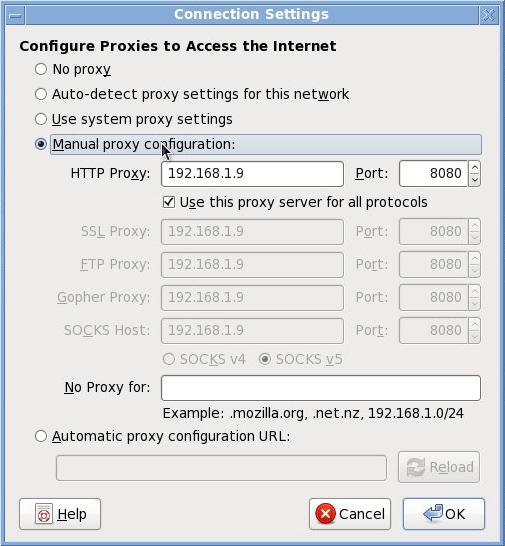 Connection Settings
Configure Proxies to Access the Internet
No proxy
Auto-detect proxy settings for this network
Use system proxy settings
Manual proxy configuration:
HTTP Proxy: 192.168.1.9 Port: 8080
Use this proxy server for all protocols
SSL Proxy: 192.168.1.9 Port: 8080
FTP Proxy: 192.168.1.9 Port: 8080
Gopher Proxy: 192.168.1.9 Port: 8080
SOCKS Host: 192.168.1.9 Port: 8080
SOCKS v4 SOCKS v5
No Proxy for:
Example: .mozilla.org, .net.nz, 192.168.1.0/24
Automatic proxy configuration URL:
Reload
Help Cancel OK